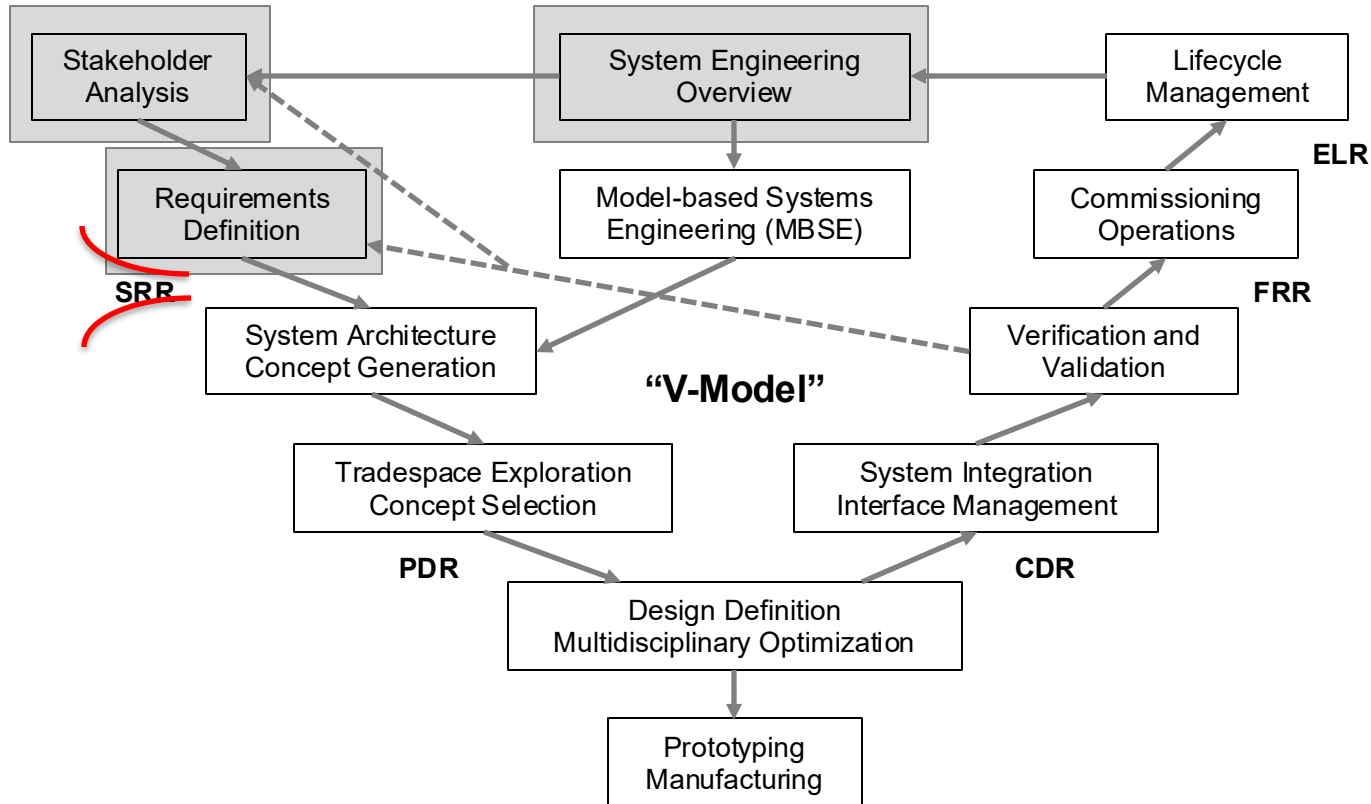 Stakeholder
Analysis
System Engineering
Overview
Lifecycle
Management
ELR
Requirements
Definition
Model-based Systems
Engineering (MBSE)
Commissioning
Operations
SRR
FRR
System Architecture
Concept Generation
Verification and
Validation
“V-Model”
Tradespace Exploration
Concept Selection
System Integration
Interface Management
PDR
CDR
Design Definition
Multidisciplinary Optimization
Prototyping
Manufacturing